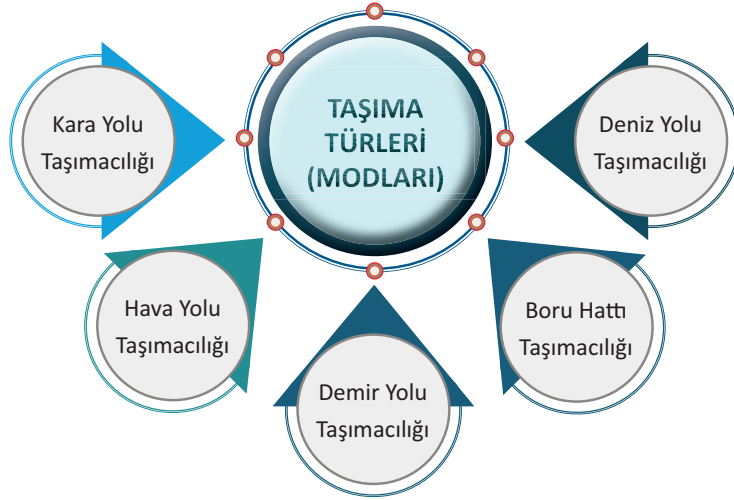 TAŞIMA
TÜRLERİ
(MODLARI)
Kara Yolu
Taşımacılığı
Hava Yolu
Taşımacılığı
Demir Yolu
Taşımacılığı
Boru Hattı
Taşımacılığı
Deniz Yolu
Taşımacılığı